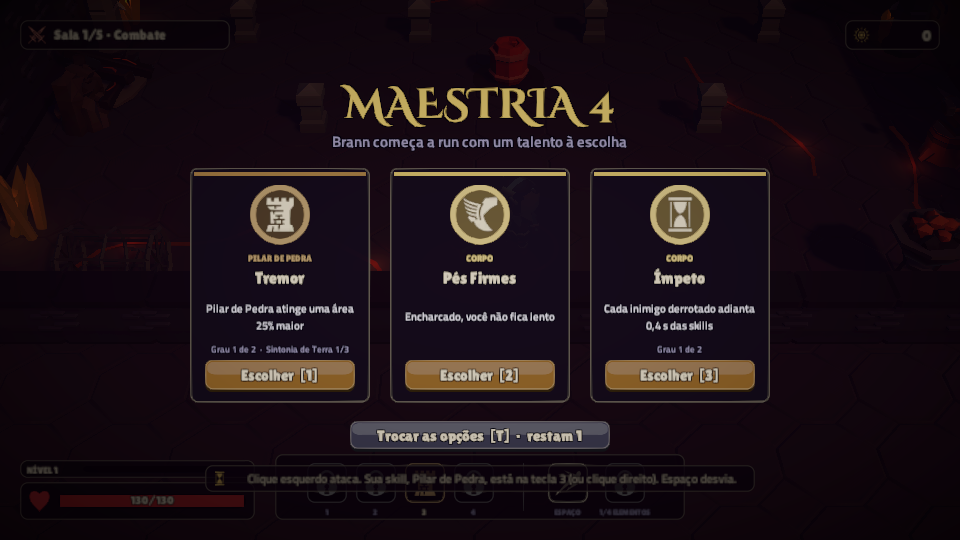 Sala 1/5 · Combate
0
MAESTRIA 4
Brann começa a run com um talento à escolha
PILAR DE PEDRA
Tremor
Pilar de Pedra atinge uma área
25% maior
Grau 1 de 2 · Sintonia de Terra 1/3
Escolher [1]
CORPO
Pés Firmes
Encharcado, você não fica lento
Escolher [2]
CORPO
Ímpeto
Cada inimigo derrotado adianta
0,4 s das skills
Grau 1 de 2
Escolher [3]
Trocar as opções [T] · restam 1
NÍVEL 1
Clique esquerdo ataca. Sua skill, Pilar de Pedra, está na tecla 3 (ou clique direito). Espaço desvia.
130/130
1 2 3 4 ESPAÇO 1/4 ELEMENTOS